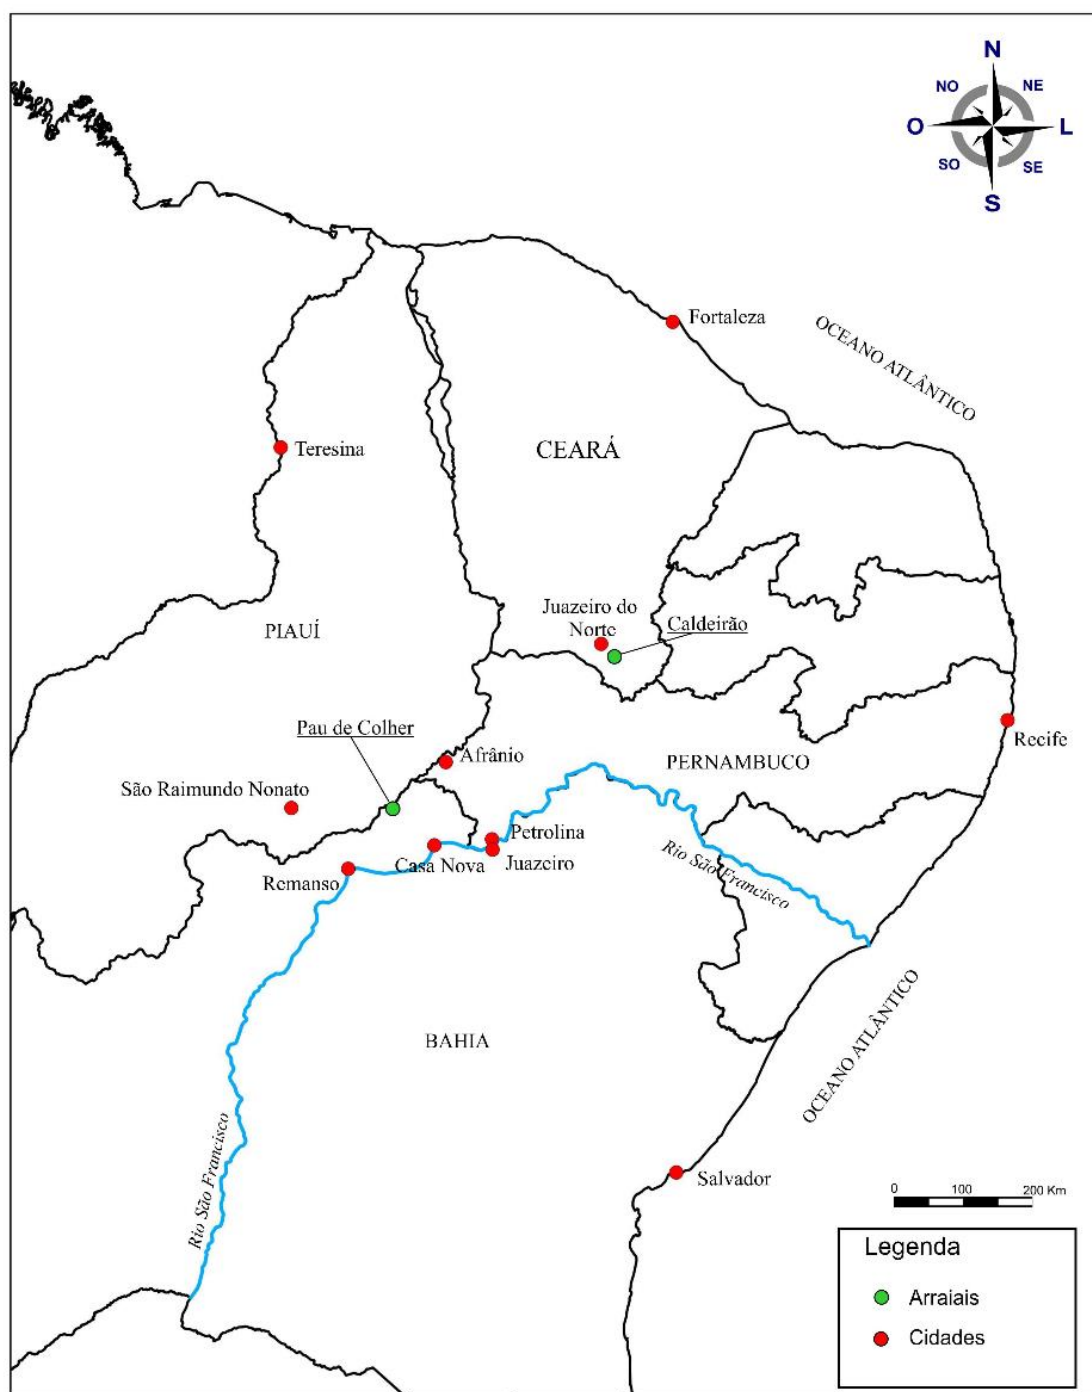 N
NO
NE
O
L
SO
SE
S
Fortaleza
OCEANO ATLÂNTICO
Teresina
CEARÁ
Juazeiro do
Norte
Caldeirão
PIAUÍ
Pau de Colher
Recife
Afrânio
PERNAMBUCO
São Raimundo Nonato
Petrolina
Juazeiro
Casa Nova
Remanso
Rio São Francisco
OCEANO ATLÂNTICO
BAHIA
Rio São Francisco
Salvador
0 100 200 Km
Legenda
Arraiais
Cidades